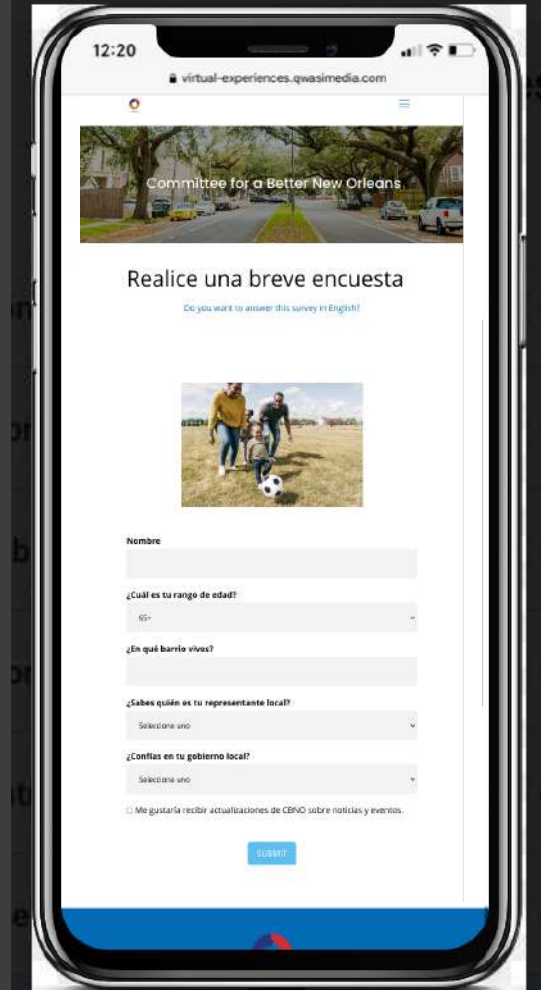 12:20
virtual-experiences.qwasimedia.com
Committee for a Better New Orleans
Realice una breve encuesta
Do you want to answer this survey in English?
Nombre
¿Cuál es tu rango de edad?
65+
¿En qué barrio vives?
¿Sabes quién es tu representante local?
Seleccione uno
¿Confías en tu gobierno local?
Seleccione uno
Me gustaría recibir actualizaciones de CBNO sobre noticias y eventos.
SUBMIT